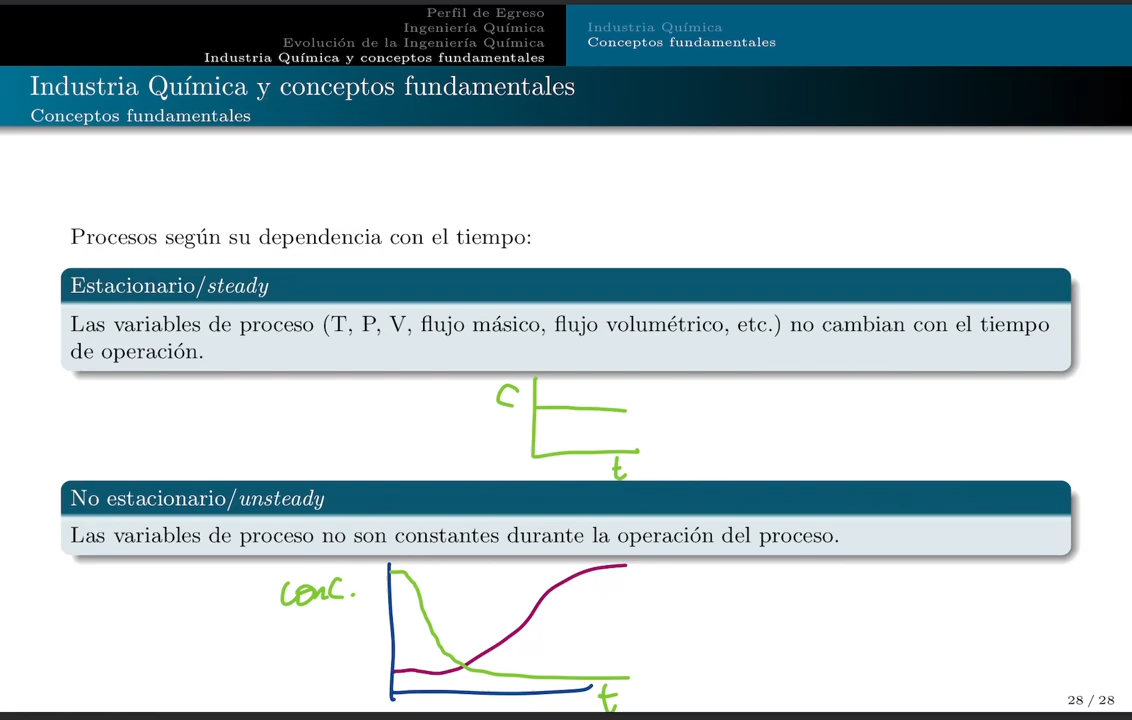 Perfil de Egreso
Ingeniería Química
Evolución de la Ingeniería Química
Industria Química y conceptos fundamentales
Industria Química
Conceptos fundamentales
Industria Química y conceptos fundamentales
Conceptos fundamentales
Procesos según su dependencia con el tiempo:
Estacionario/steady
Las variables de proceso (T, P, V, flujo másico, flujo volumétrico, etc.) no cambian con el tiempo
de operación.
C
t
No estacionario/unsteady
Las variables de proceso no son constantes durante la operación del proceso.
conc.
t
28 / 28